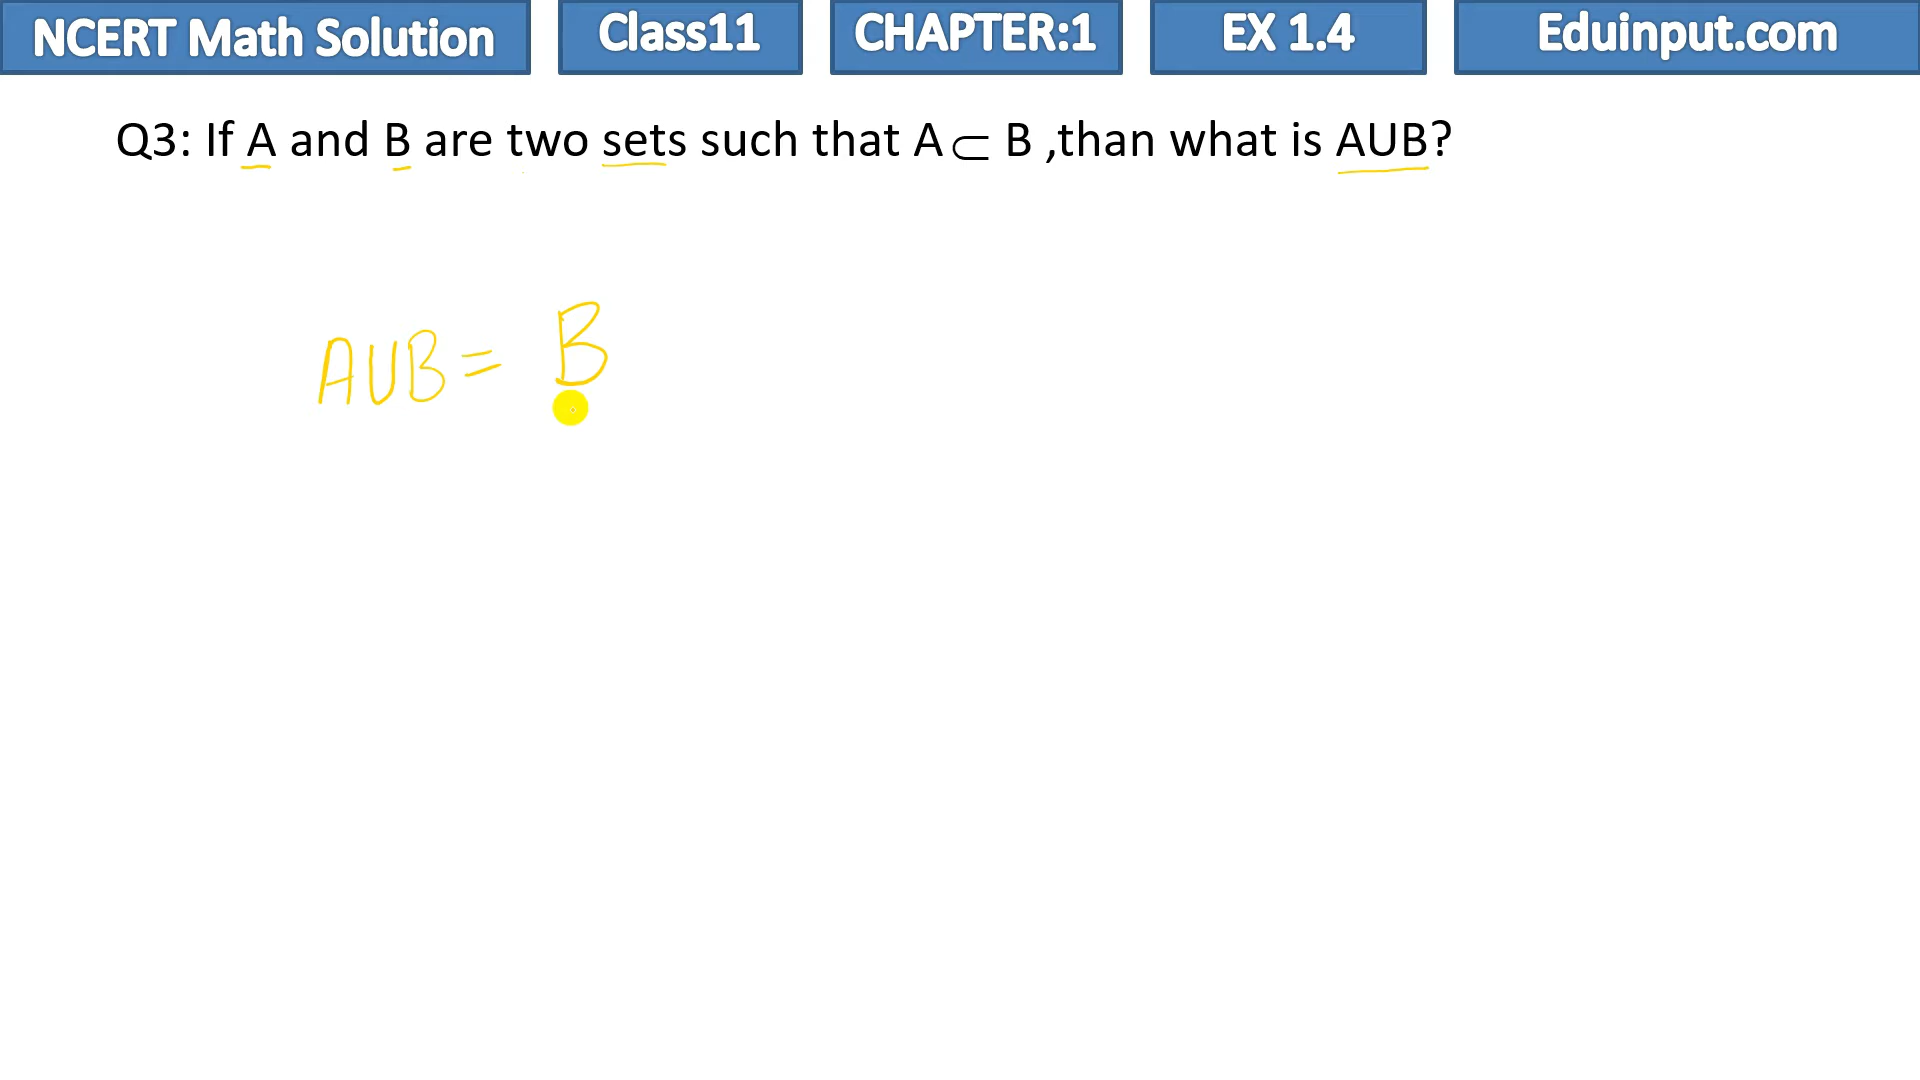 NCERT Math Solution Class11 CHAPTER:1 EX 1.4 Eduinput.com
Q3: If A and B are two sets such that A ⊂ B ,than what is AUB?
AUB = B